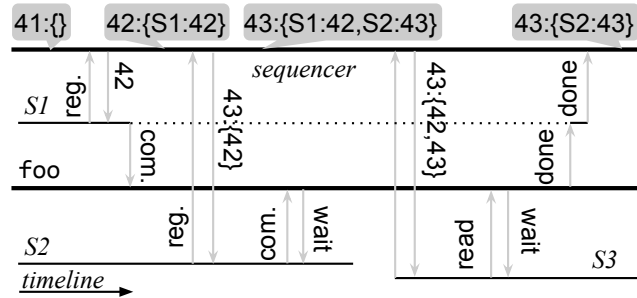 41:{} 42:{S1:42} 43:{S1:42,S2:43} 43:{S2:43}
sequencer
reg.
42
43:{42}
43:{42,43}
done
S1
com.
done
foo
S2
reg.
com.
wait
read
wait
S3
timeline